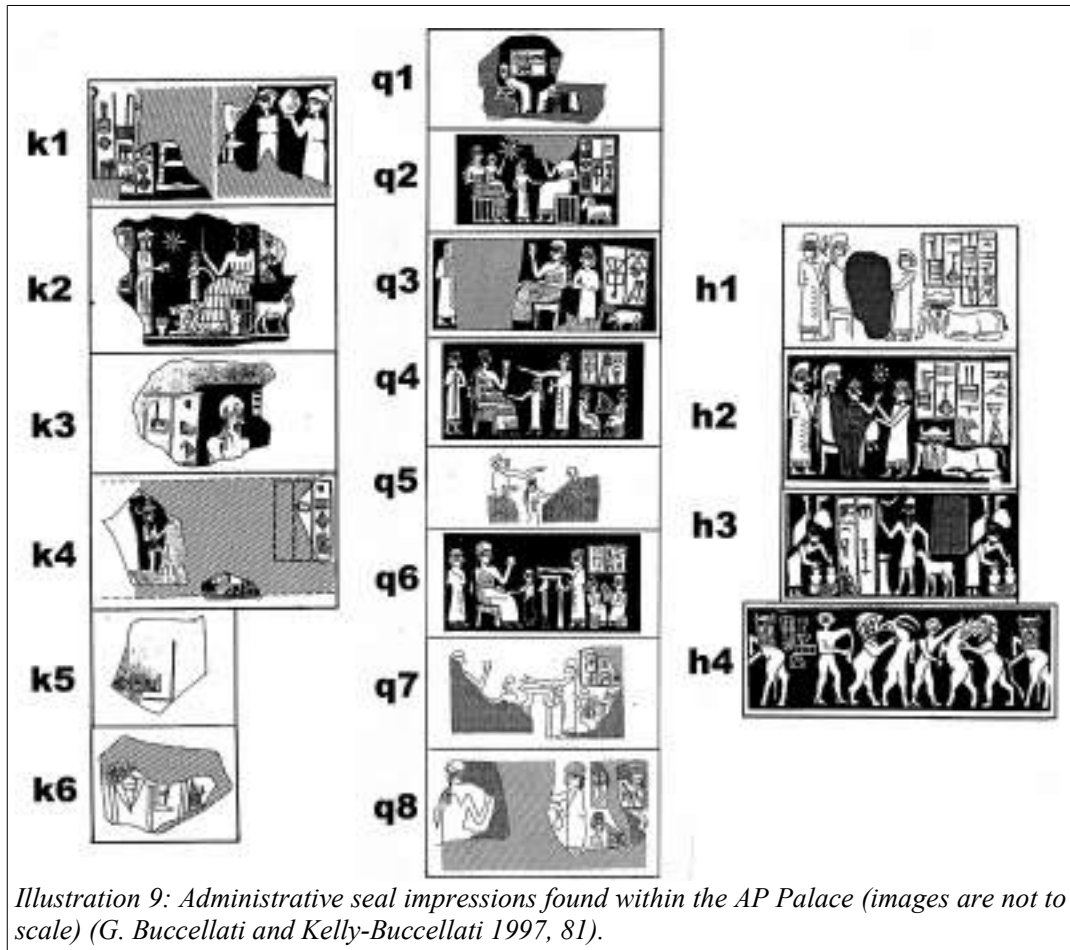 k1
k2
k3
k4
k5
k6
q1
q2
q3
q4
q5
q6
q7
q8
h1
h2
h3
h4
Illustration 9: Administrative seal impressions found within the AP Palace (images are not to
scale) (G. Buccellati and Kelly-Buccellati 1997, 81).